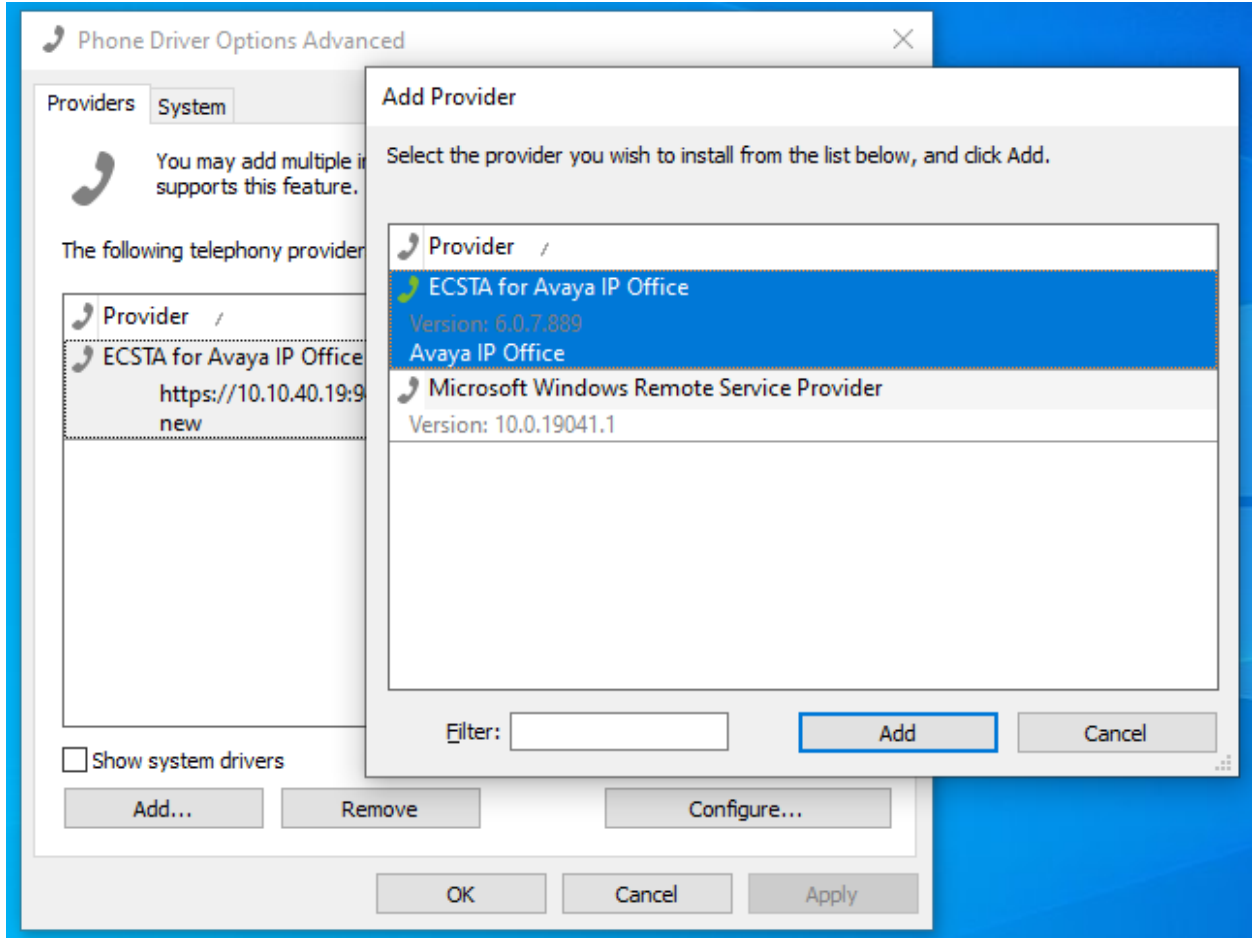 Phone Driver Options Advanced
Providers
System
You may add multiple i
supports this feature.
The following telephony provider
Provider
ECSTA for Avaya IP Office
https://10.10.40.19:9
new
Show system drivers
Add...
Remove
Configure...
OK
Cancel
Apply
Add Provider
Select the provider you wish to install from the list below, and click Add.
Provider
ECSTA for Avaya IP Office
Version: 6.0.7.889
Avaya IP Office
Microsoft Windows Remote Service Provider
Version: 10.0.19041.1
Filter:
Add
Cancel